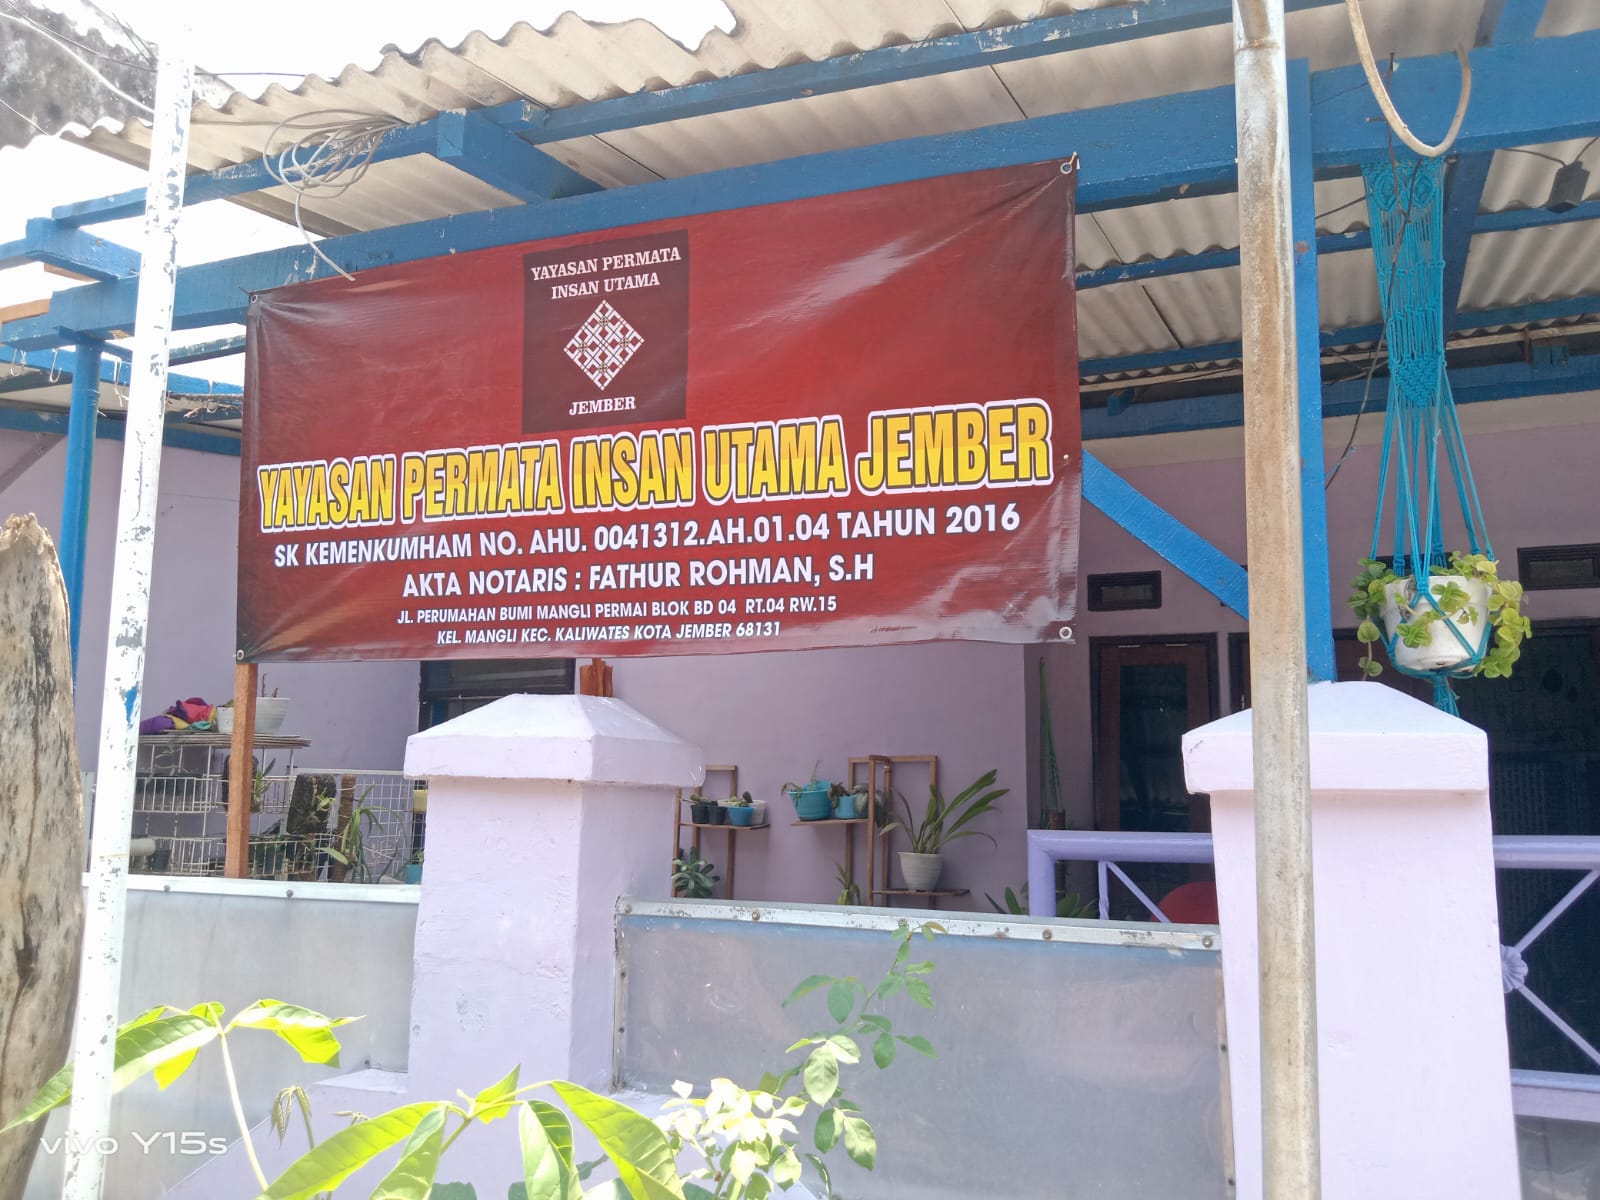 YAYASAN PERMATA
INSAN UTAMA
JEMBER
YAYASAN PERMATA INSAN UTAMA JEMBER
SK KEMENKUMHAM NO. AHU. 0041312.AH.01.04 TAHUN 2016
AKTA NOTARIS : FATHUR ROHMAN, S.H
JL. PERUMAHAN BUMI MANGLI PERMAI BLOK BD 04 RT.04 RW.15
KEL. MANGLI KEC. KALIWATES KOTA JEMBER 68131
vivo Y15s